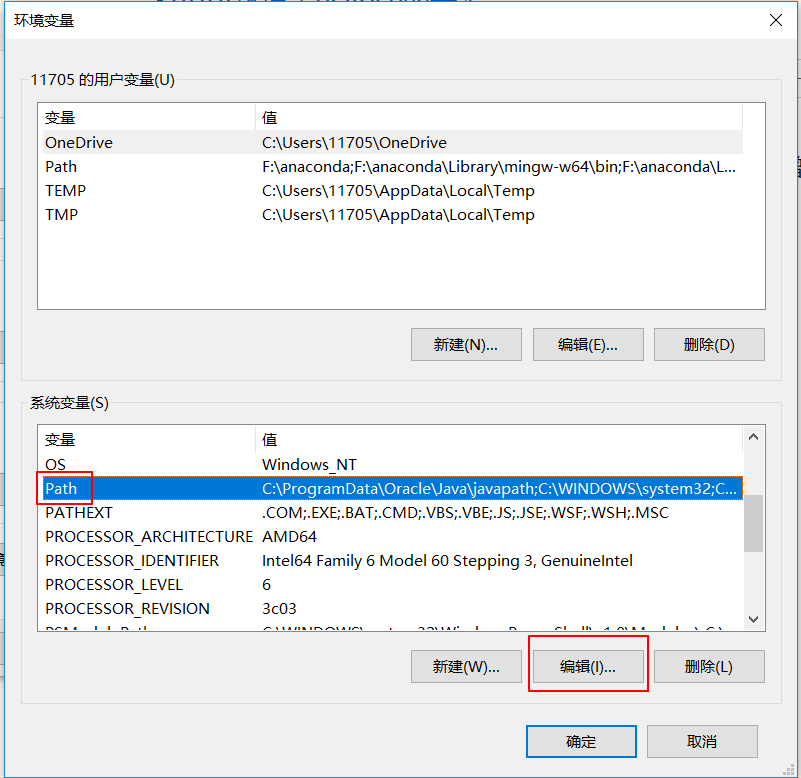 环境变量
11705 的用户变量(U)
变量 值
OneDrive C:\Users\11705\OneDrive
Path F:\anaconda;F:\anaconda\Library\mingw-w64\bin;F:\anaconda\L...
TEMP C:\Users\11705\AppData\Local\Temp
TMP C:\Users\11705\AppData\Local\Temp
新建(N)... 编辑(E)... 删除(D)
系统变量(S)
变量 值
OS Windows_NT
Path C:\ProgramData\Oracle\Java\javapath;C:\WINDOWS\system32;C...
PATHEXT .COM;.EXE;.BAT;.CMD;.VBS;.VBE;.JS;.JSE;.WSF;.WSH;.MSC
PROCESSOR_ARCHITECTURE AMD64
PROCESSOR_IDENTIFIER Intel64 Family 6 Model 60 Stepping 3, GenuineIntel
PROCESSOR_LEVEL 6
PROCESSOR_REVISION 3c03
新建(W)... 编辑(I)... 删除(L)
确定 取消